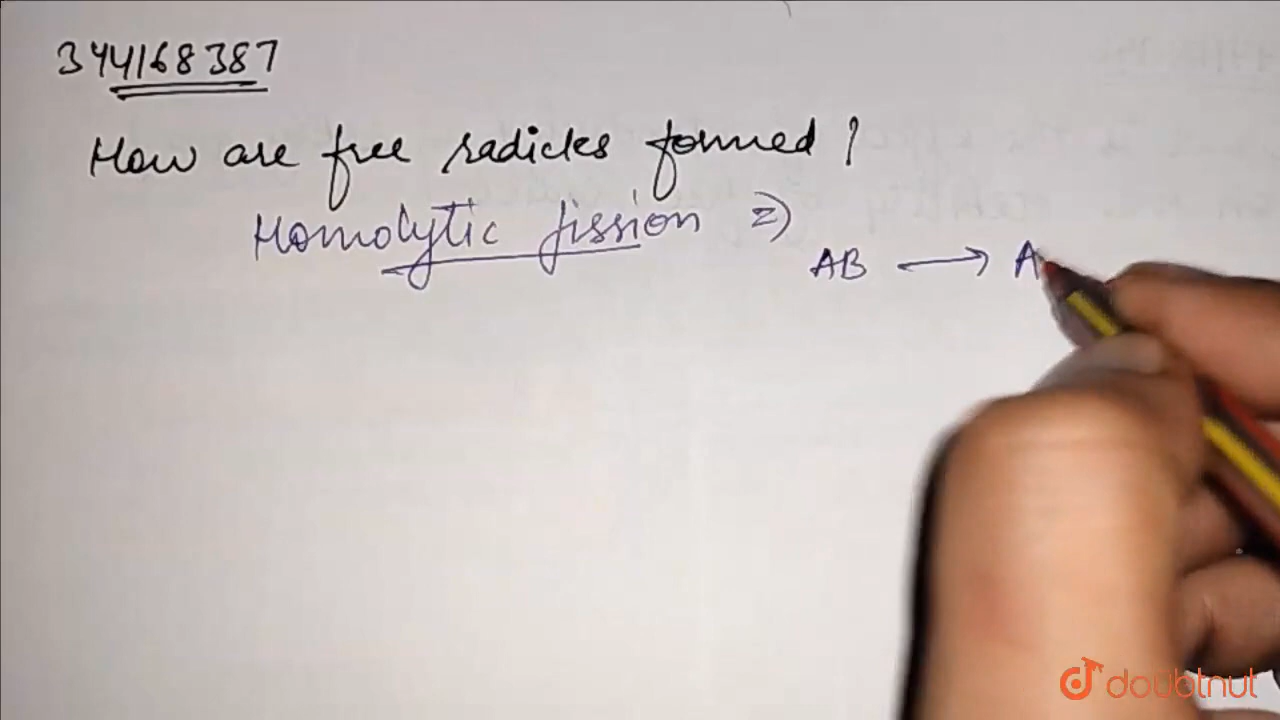 344168387
How are free radicles formed ?
Homolytic fission ⇒
AB ⟶ A
doubtnut